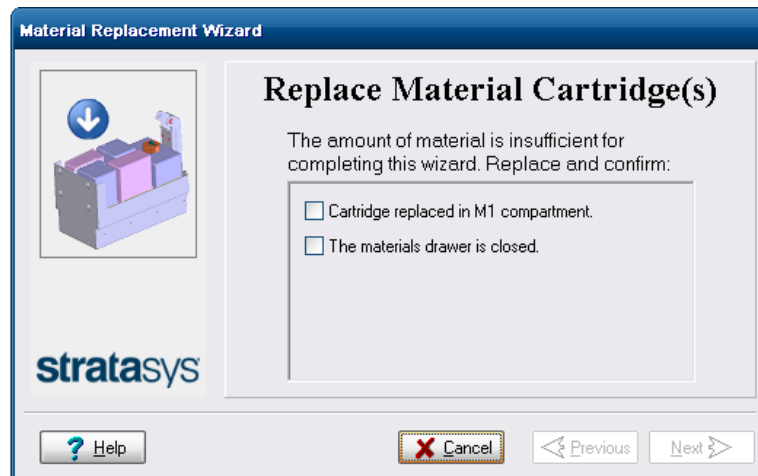 Material Replacement Wizard
Replace Material Cartridge(s)
The amount of material is insufficient for
completing this wizard. Replace and confirm:
Cartridge replaced in M1 compartment.
The materials drawer is closed.
stratasys
Help
Cancel
Previous
Next